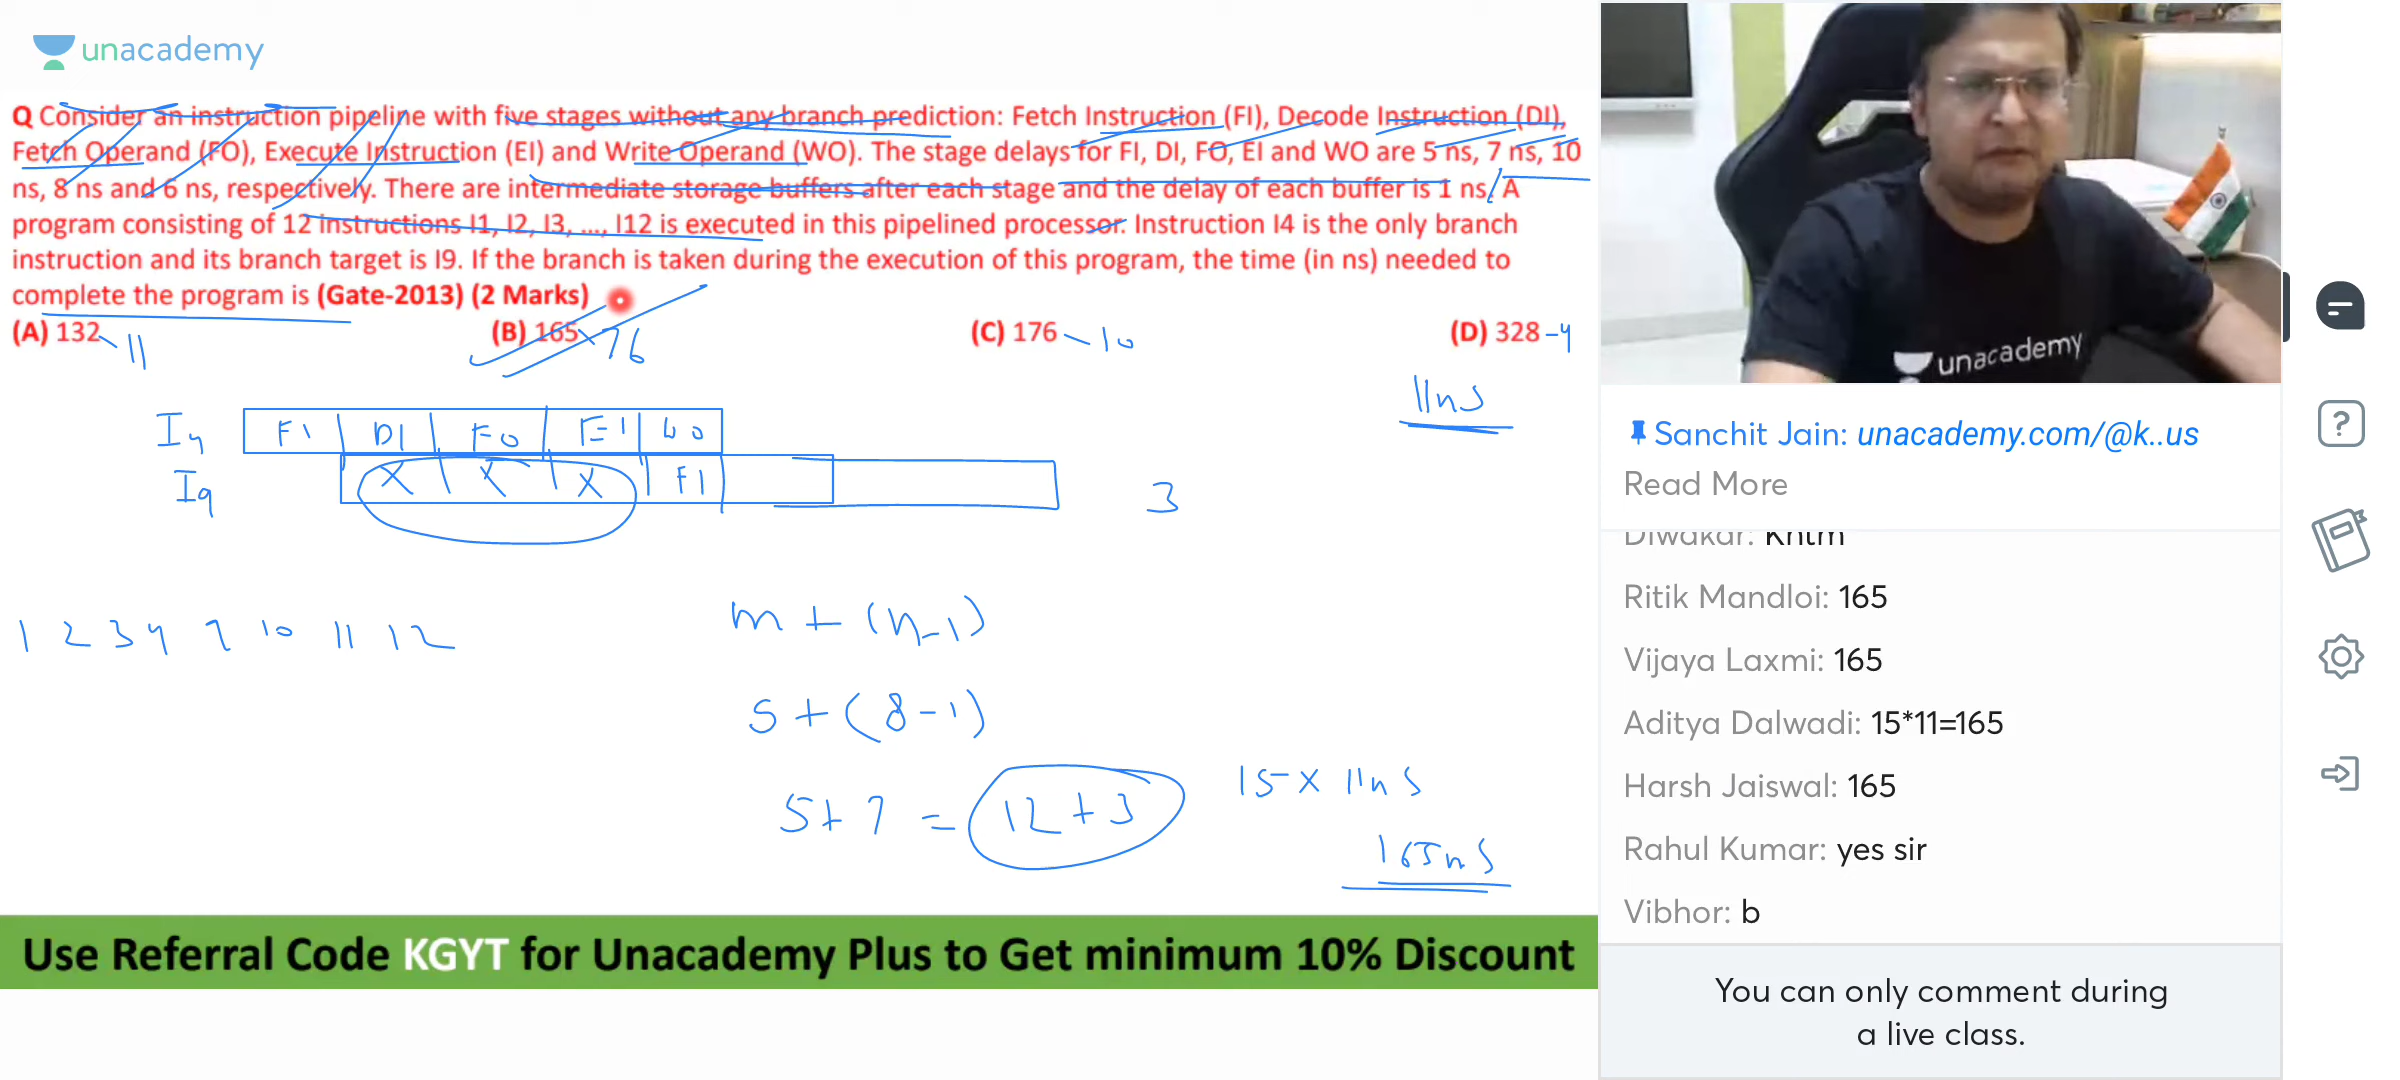 unacademy
Q Consider an instruction pipeline with five stages without any branch prediction: Fetch Instruction (FI), Decode Instruction (DI),
Fetch Operand (FO), Execute Instruction (EI) and Write Operand (WO). The stage delays for FI, DI, FO, EI and WO are 5 ns, 7 ns, 10
ns, 8 ns and 6 ns, respectively. There are intermediate storage buffers after each stage and the delay of each buffer is 1 ns. A
program consisting of 12 instructions I1, I2, I3, ..., I12 is executed in this pipelined processor. Instruction I4 is the only branch
instruction and its branch target is I9. If the branch is taken during the execution of this program, the time (in ns) needed to
complete the program is (Gate-2013) (2 Marks)
(A) 132 - 11
(B) 165 - 76
(C) 176 - 10
(D) 328 - 4
11ns
I4 FI DI FO EI WO
I9 X X X FI
3
1 2 3 4 9 10 11 12
m + (n-1)
5 + (8-1)
5 + 7 = 12 + 3
15 x 11ns
165ns
Use Referral Code KGYT for Unacademy Plus to Get minimum 10% Discount
unacademy
Sanchit Jain: unacademy.com/@k..us
Read More
Diwakar: Khtm
Ritik Mandloi: 165
Vijaya Laxmi: 165
Aditya Dalwadi: 15*11=165
Harsh Jaiswal: 165
Rahul Kumar: yes sir
Vibhor: b
You can only comment during
a live class.